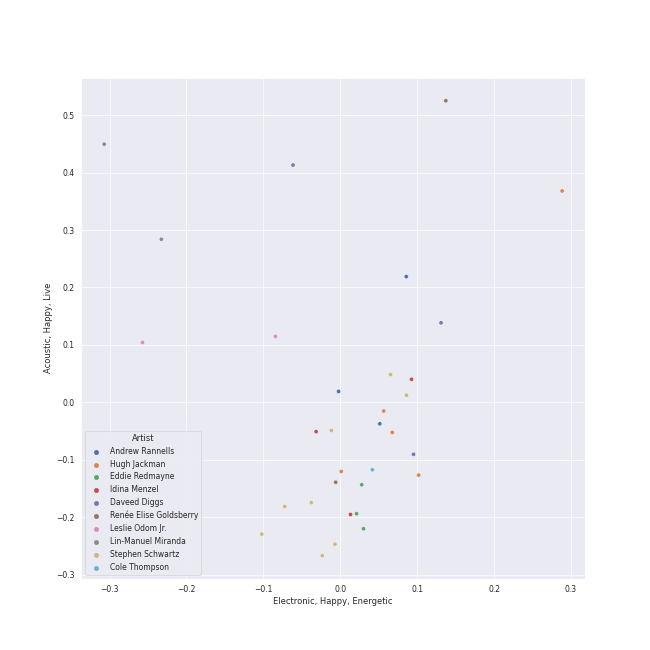 0.5
0.4
0.3
0.2
0.1
0.0
−0.1
−0.2
−0.3
Acoustic, Happy, Live
Artist
Andrew Rannells
Hugh Jackman
Eddie Redmayne
Idina Menzel
Daveed Diggs
Renée Elise Goldsberry
Leslie Odom Jr.
Lin-Manuel Miranda
Stephen Schwartz
Cole Thompson
−0.3 −0.2 −0.1 0.0 0.1 0.2 0.3
Electronic, Happy, Energetic